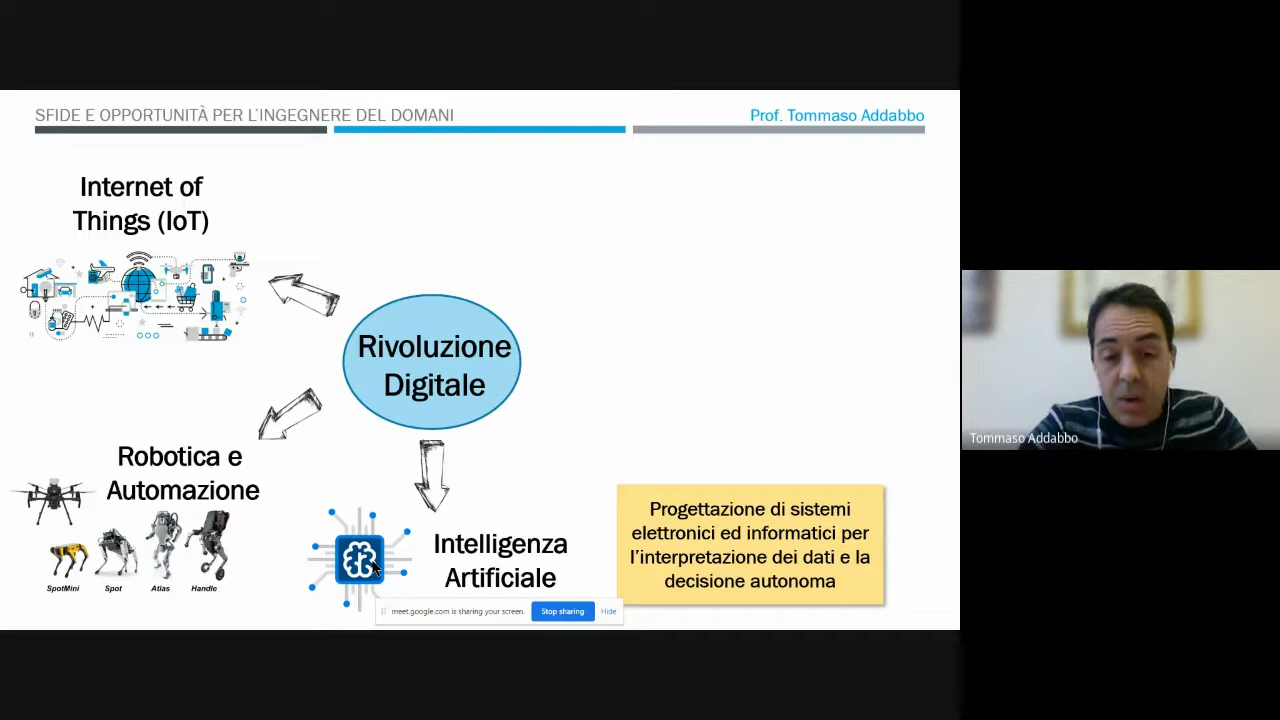 SFIDE E OPPORTUNITÀ PER L'INGEGNERE DEL DOMANI
Prof. Tommaso Addabbo
Internet of
Things (IoT)
Rivoluzione
Digitale
Robotica e
Automazione
SpotMini Spot Atlas Handle
Intelligenza
Artificiale
Progettazione di sistemi
elettronici ed informatici per
l'interpretazione dei dati e la
decisione autonoma
meet.google.com is sharing your screen. Stop sharing Hide
Tommaso Addabbo